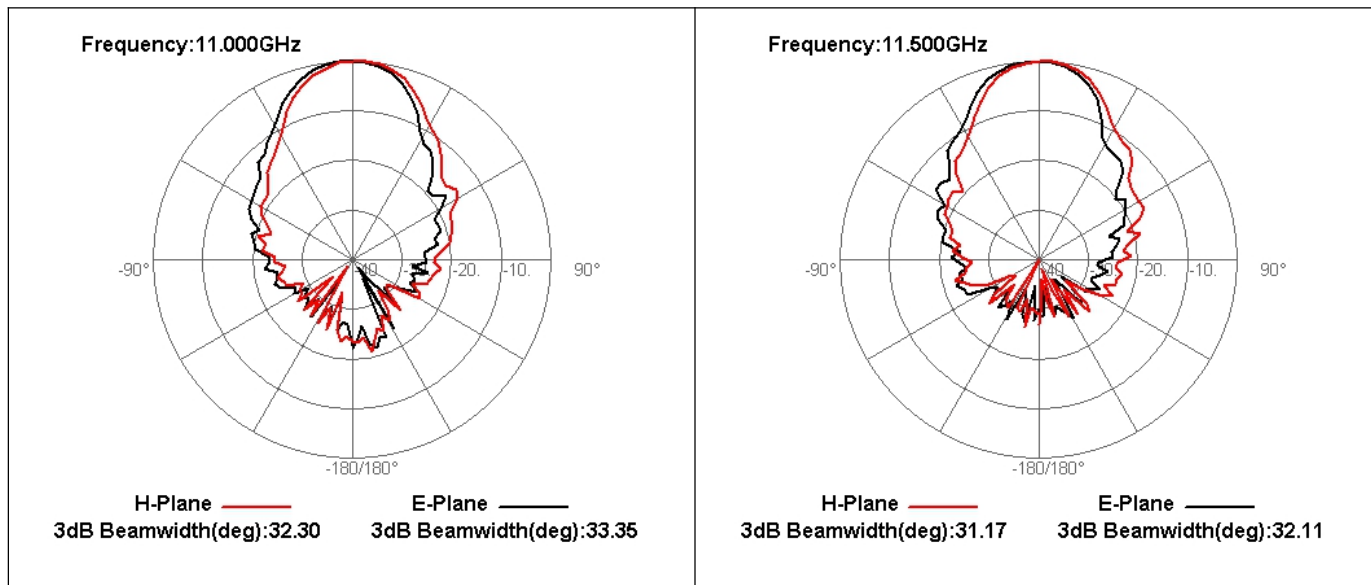 Frequency:11.000GHz
-90°
-20.
-10.
90°
-180/180°
H-Plane
E-Plane
3dB Beamwidth(deg):32.30
3dB Beamwidth(deg):33.35
Frequency:11.500GHz
-90°
-20.
-10.
90°
-180/180°
H-Plane
E-Plane
3dB Beamwidth(deg):31.17
3dB Beamwidth(deg):32.11